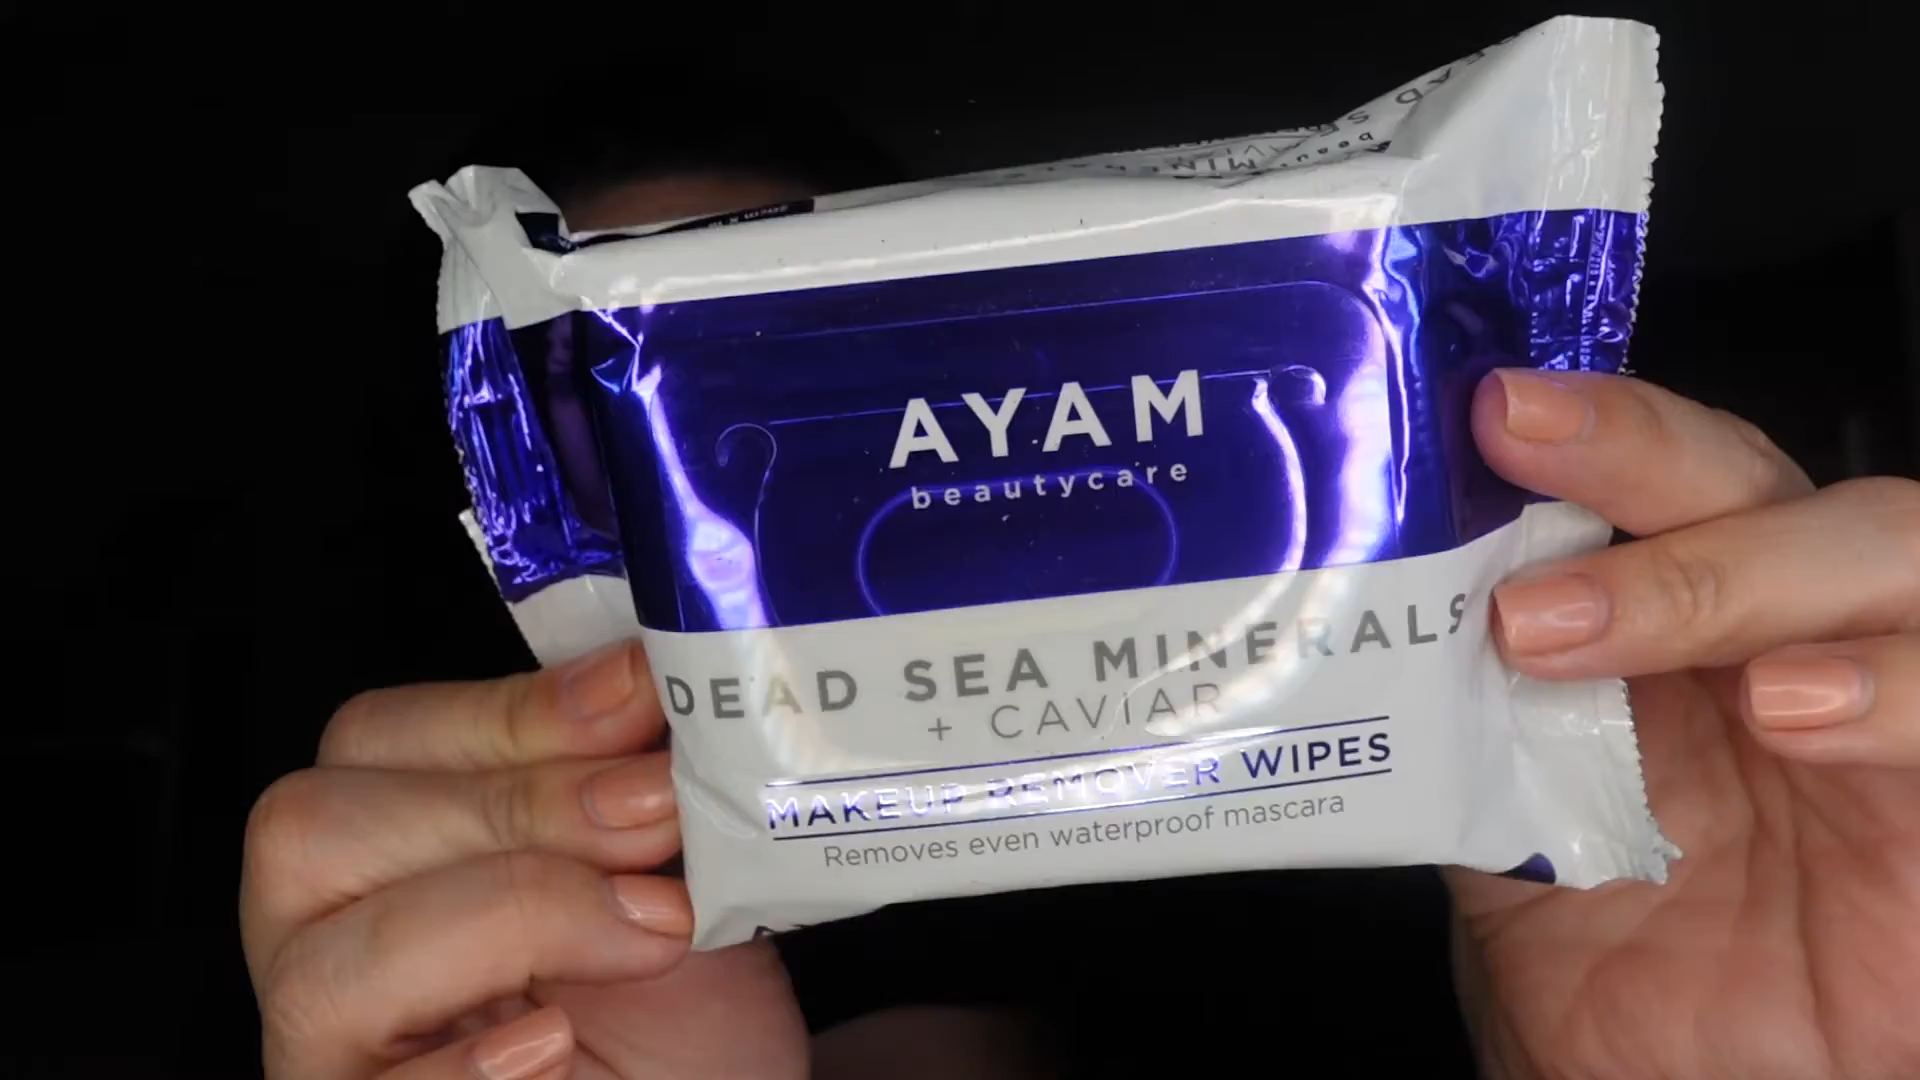 AYAM
beautycare
DEAD SEA MINERALS
+ CAVIAR
MAKEUP REMOVER WIPES
Removes even waterproof mascara